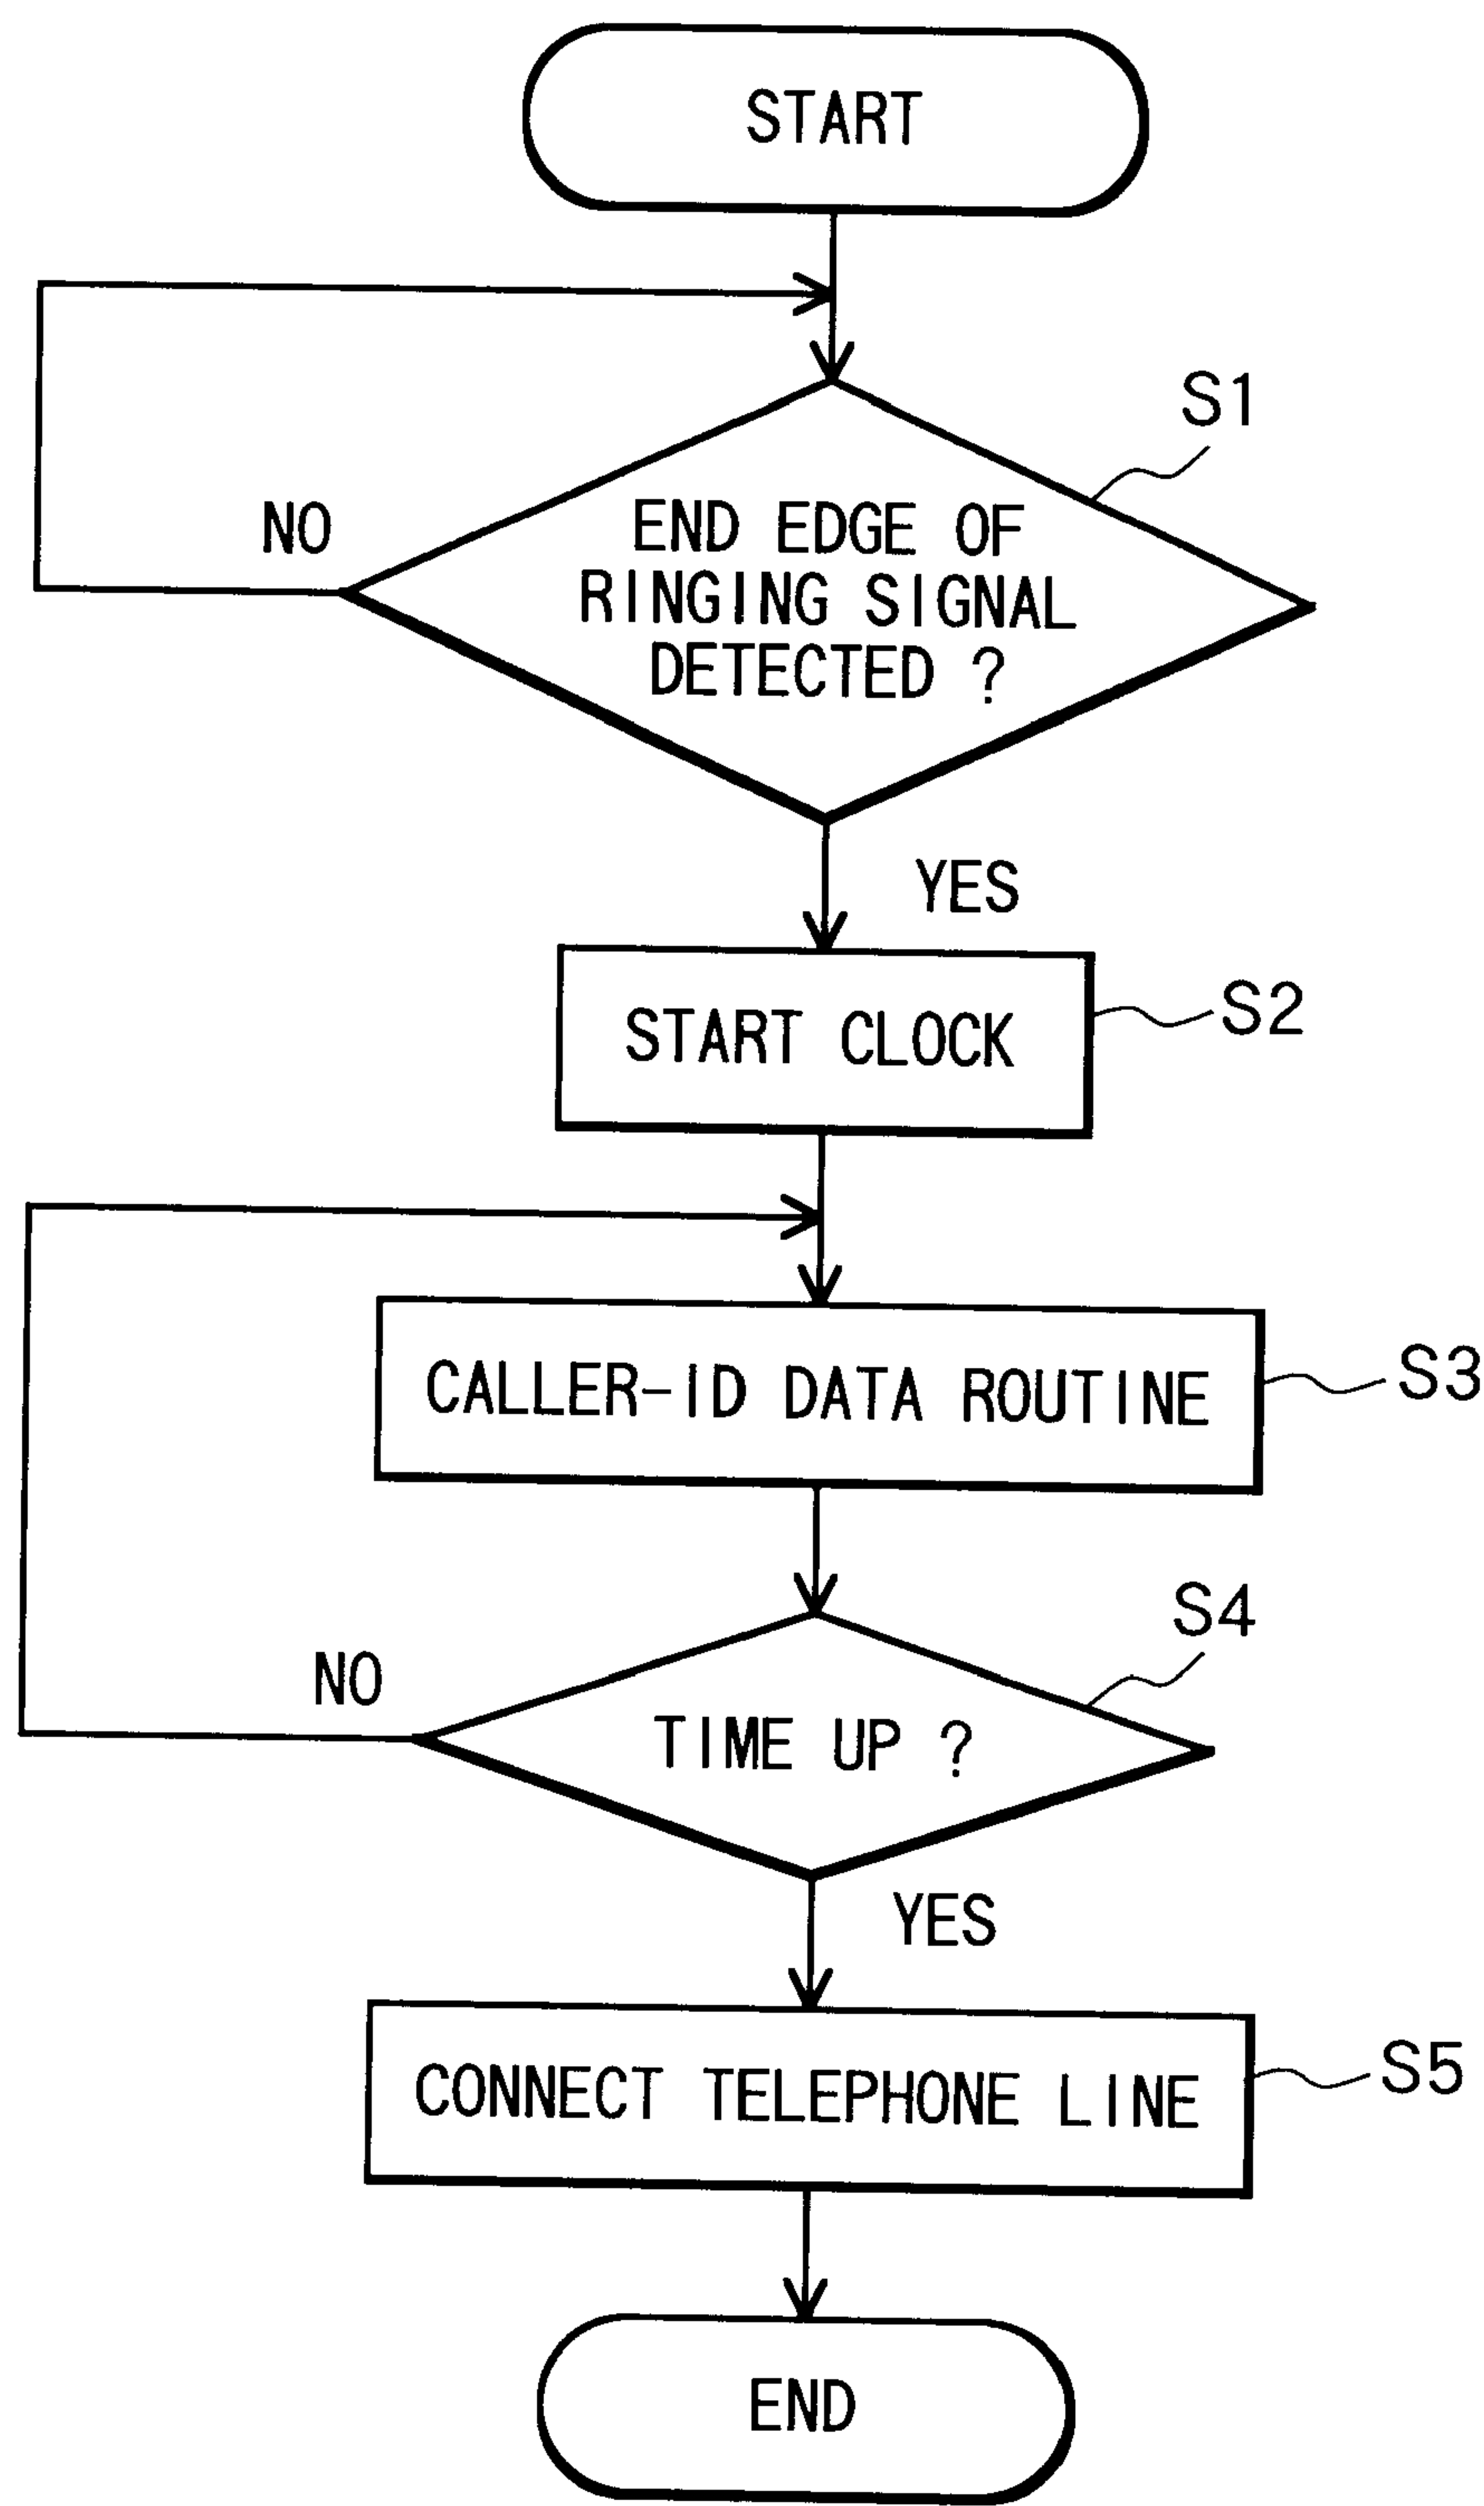 START
S1
NO
END EDGE OF
RINGING SIGNAL
DETECTED ?
YES
START CLOCK
S2
CALLER-ID DATA ROUTINE
S3
S4
NO
TIME UP ?
YES
CONNECT TELEPHONE LINE
S5
END